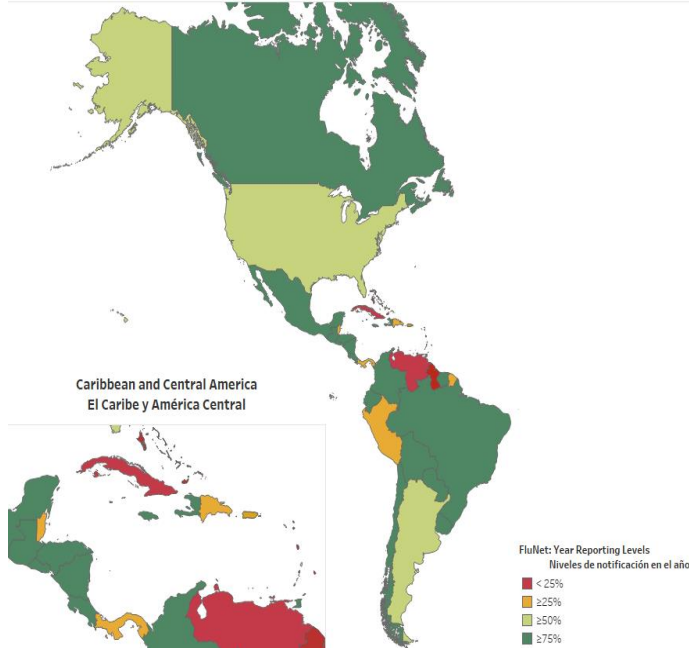 Caribbean and Central America
El Caribe y América Central
FluNet: Year Reporting Levels
Niveles de notificación en el año
< 25%
≥25%
≥50%
≥75%